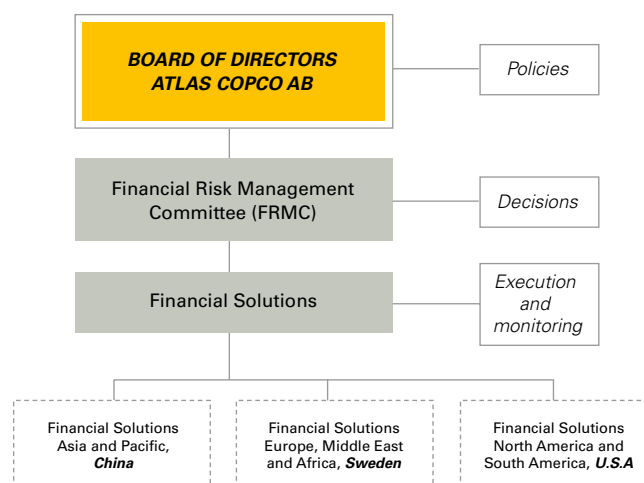 BOARD OF DIRECTORS
ATLAS COPCO AB
Policies
Financial Risk Management
Committee (FRMC)
Decisions
Financial Solutions
Execution
and
monitoring
Financial Solutions
Asia and Pacific,
China
Financial Solutions
Europe, Middle East
and Africa, Sweden
Financial Solutions
North America and
South America, U.S.A